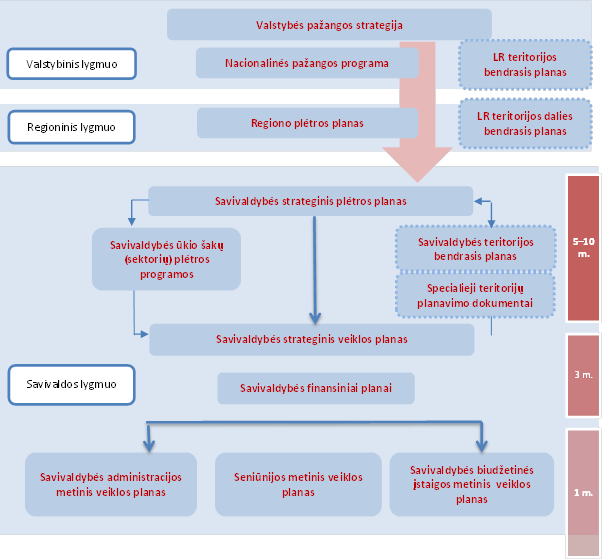 Valstybės pažangos strategija
Valstybinis lygmuo
Nacionalinės pažangos programa
LR teritorijos
bendrasis planas
Regioninis lygmuo
Regiono plėtros planas
LR teritorijos dalies
bendrasis planas
Savivaldybės strateginis plėtros planas
5–10
m.
Savivaldybės ūkio šakų
(sektorių) plėtros
programos
Savivaldybės teritorijos
bendrasis planas
Specialieji teritorijų
planavimo dokumentai
Savivaldybės strateginis veiklos planas
Savivaldos lygmuo
Savivaldybės finansiniai planai
3 m.
Savivaldybės administracijos
metinis veiklos planas
Seniūnijos metinis veiklos
planas
Savivaldybės biudžetinės
įstaigos metinis veiklos
planas
1 m.